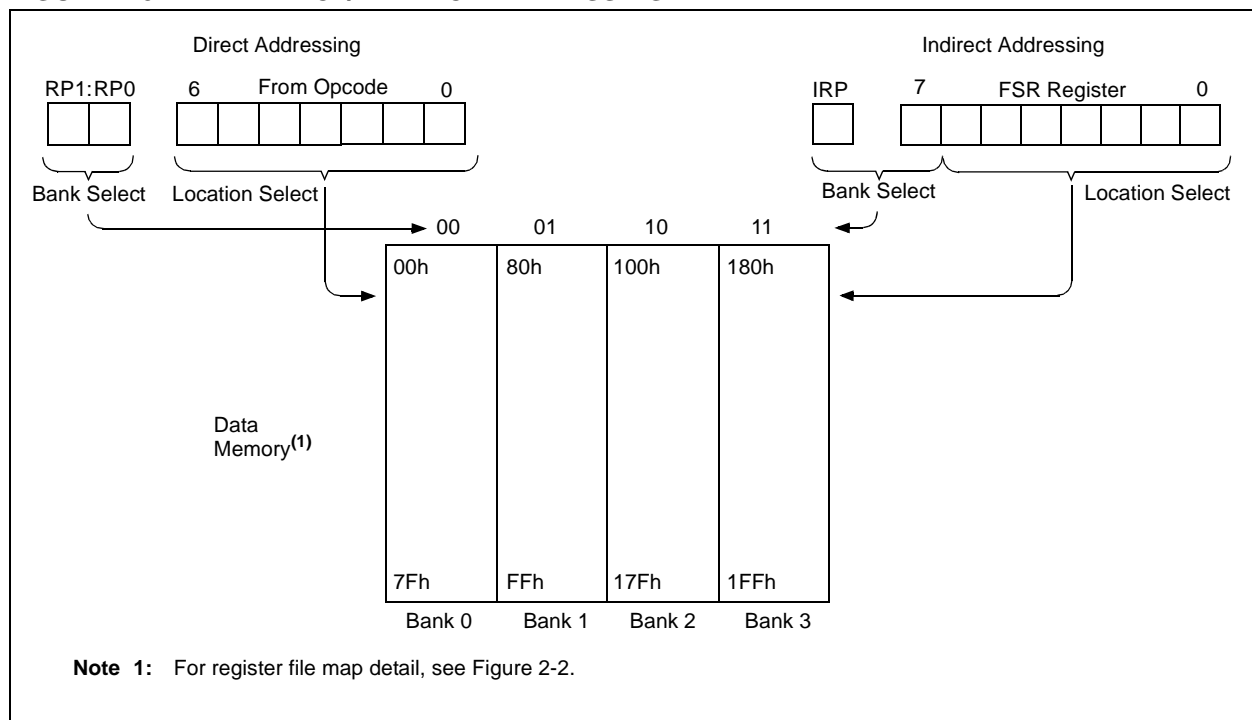 Direct Addressing
Indirect Addressing
RP1:RP0 6 From Opcode 0
IRP 7 FSR Register 0
Bank Select Location Select
Bank Select Location Select
00 01 10 11
00h 80h 100h 180h
Data
Memory(1)
7Fh FFh 17Fh 1FFh
Bank 0 Bank 1 Bank 2 Bank 3
Note 1: For register file map detail, see Figure 2-2.